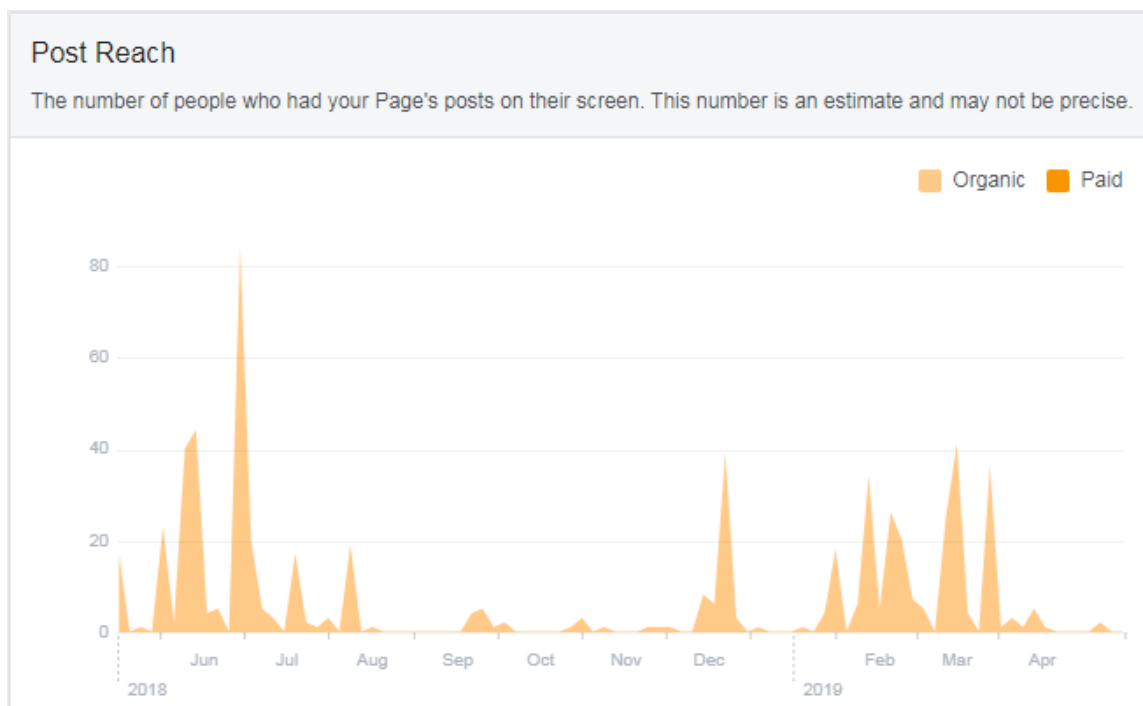 Post Reach
The number of people who had your Page's posts on their screen. This number is an estimate and may not be precise.
Organic Paid
80
60
40
20
0
Jun Jul Aug Sep Oct Nov Dec Feb Mar Apr
2018 2019